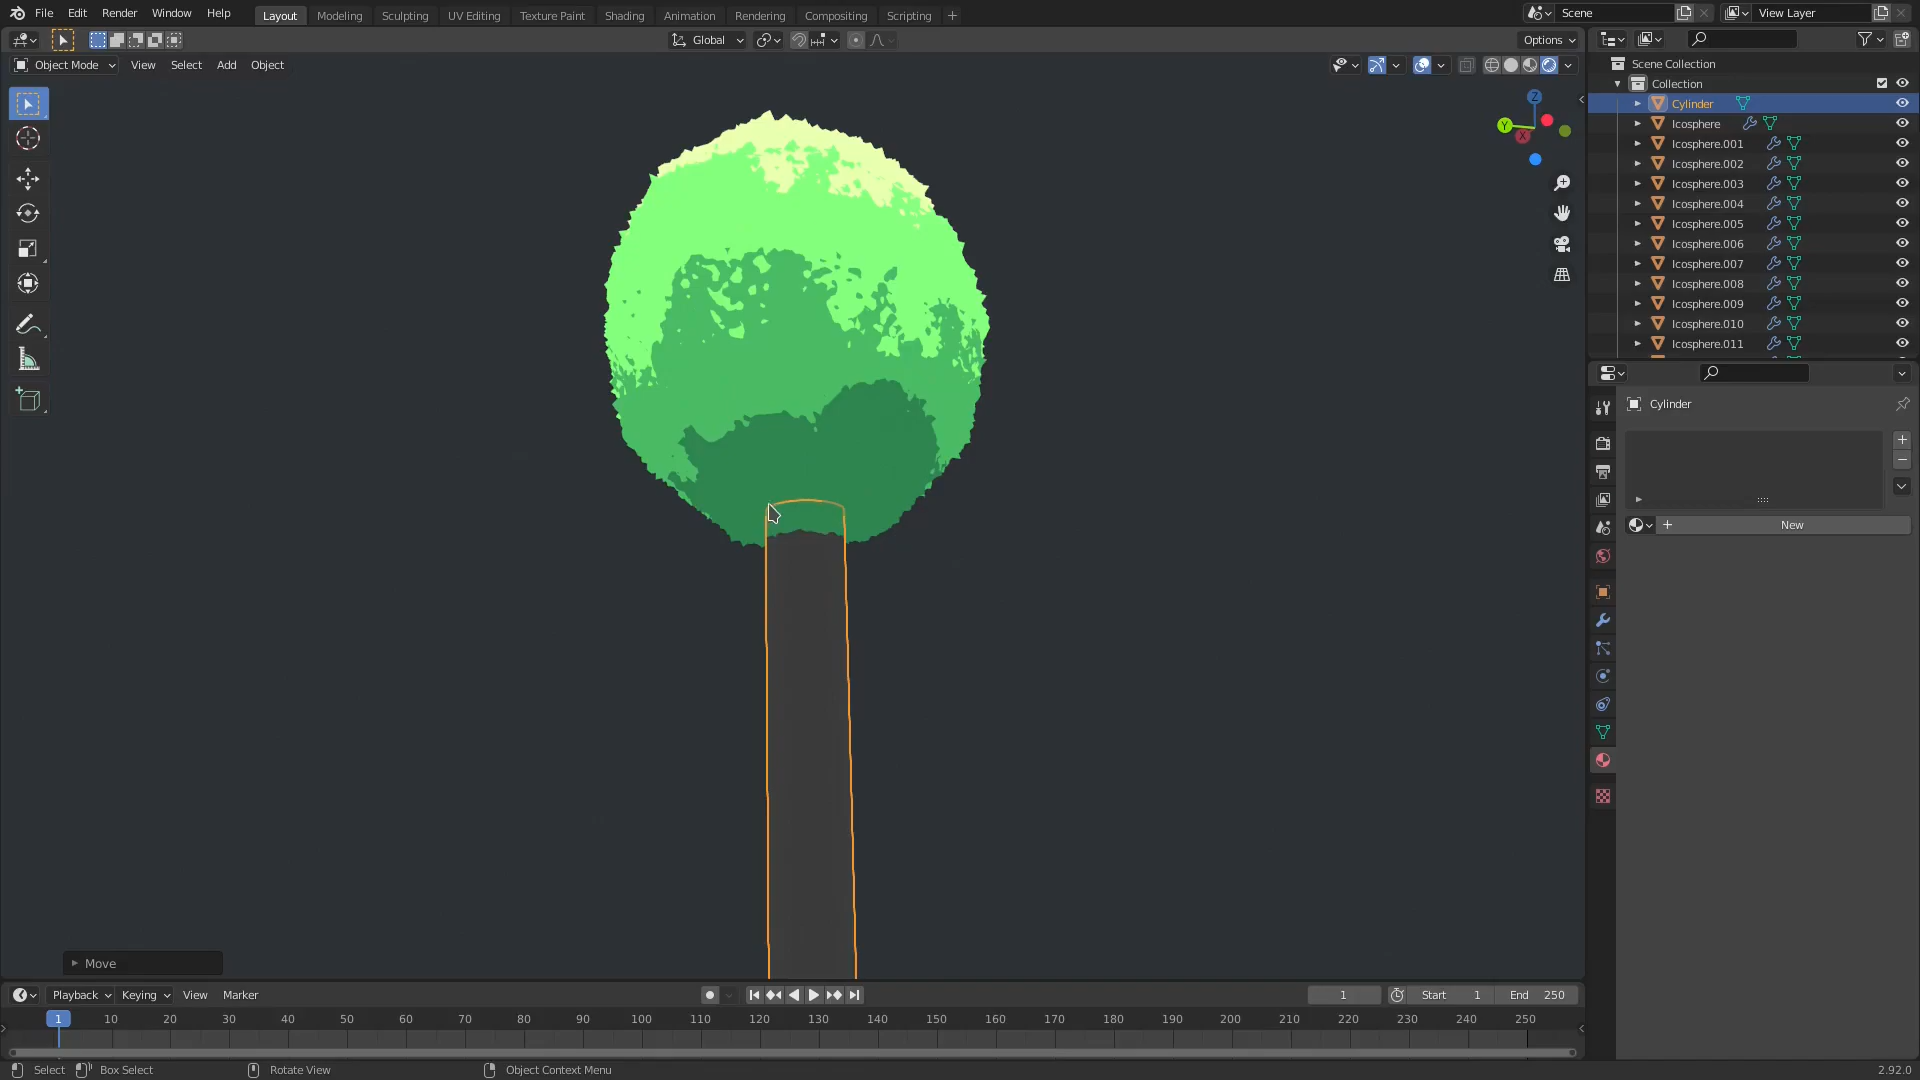 File Edit Render Window Help Layout Modeling Sculpting UV Editing Texture Paint Shading Animation Rendering Compositing Scripting + Scene View Layer
Global Options
Object Mode View Select Add Object
Z
Y
X
Scene Collection
Collection
Cylinder
Icosphere
Icosphere.001
Icosphere.002
Icosphere.003
Icosphere.004
Icosphere.005
Icosphere.006
Icosphere.007
Icosphere.008
Icosphere.009
Icosphere.010
Icosphere.011
Cylinder
New
Move
Playback Keying View Marker 1 Start 1 End 250
1 10 20 30 40 50 60 70 80 90 100 110 120 130 140 150 160 170 180 190 200 210 220 230 240 250
Select Box Select Rotate View Object Context Menu 2.92.0